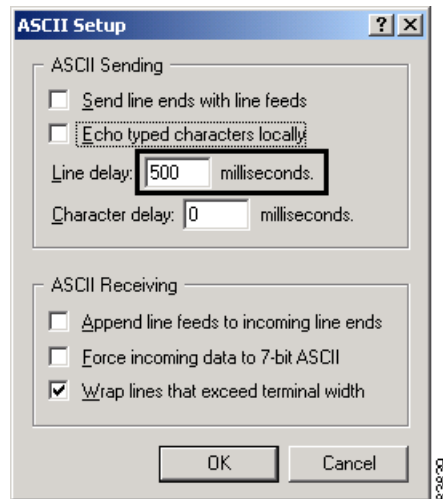 ASCII Setup
ASCII Sending
Send line ends with line feeds
Echo typed characters locally
Line delay: 500 milliseconds.
Character delay: 0 milliseconds.
ASCII Receiving
Append line feeds to incoming line ends
Force incoming data to 7-bit ASCII
Wrap lines that exceed terminal width
OK Cancel